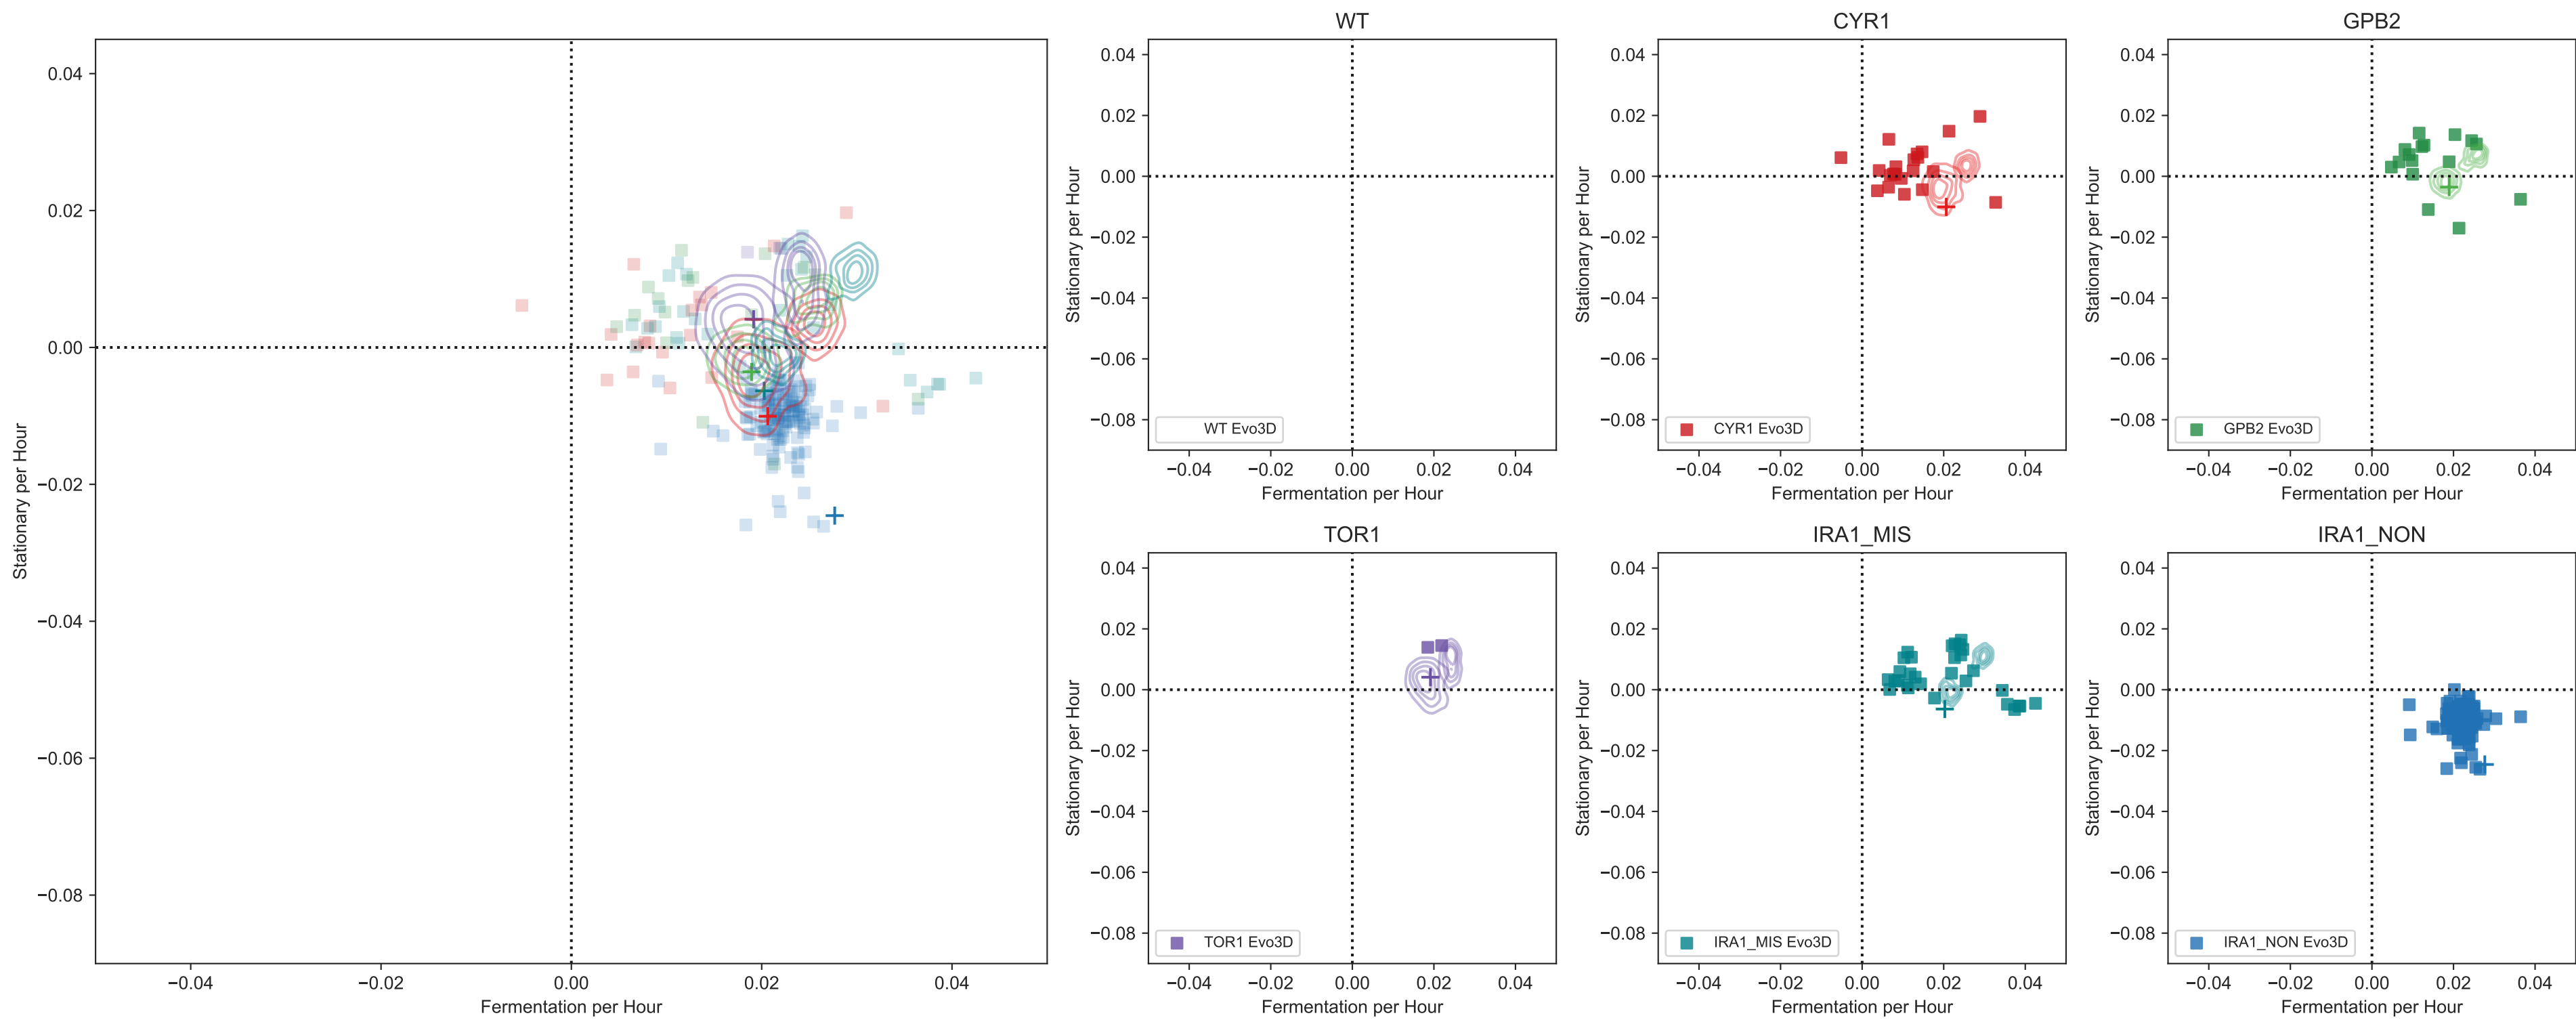 0.04
0.02
0.00
−0.02
−0.04
−0.06
−0.08
Stationary per Hour
−0.04 −0.02 0.00 0.02 0.04
Fermentation per Hour
WT
0.04
0.02
0.00
−0.02
−0.04
−0.06
−0.08
Stationary per Hour
WT Evo3D
−0.04 −0.02 0.00 0.02 0.04
Fermentation per Hour
CYR1
0.04
0.02
0.00
−0.02
−0.04
−0.06
−0.08
Stationary per Hour
CYR1 Evo3D
−0.04 −0.02 0.00 0.02 0.04
Fermentation per Hour
GPB2
0.04
0.02
0.00
−0.02
−0.04
−0.06
−0.08
Stationary per Hour
GPB2 Evo3D
−0.04 −0.02 0.00 0.02 0.04
Fermentation per Hour
TOR1
0.04
0.02
0.00
−0.02
−0.04
−0.06
−0.08
Stationary per Hour
TOR1 Evo3D
−0.04 −0.02 0.00 0.02 0.04
Fermentation per Hour
IRA1_MIS
0.04
0.02
0.00
−0.02
−0.04
−0.06
−0.08
Stationary per Hour
IRA1_MIS Evo3D
−0.04 −0.02 0.00 0.02 0.04
Fermentation per Hour
IRA1_NON
0.04
0.02
0.00
−0.02
−0.04
−0.06
−0.08
Stationary per Hour
IRA1_NON Evo3D
−0.04 −0.02 0.00 0.02 0.04
Fermentation per Hour